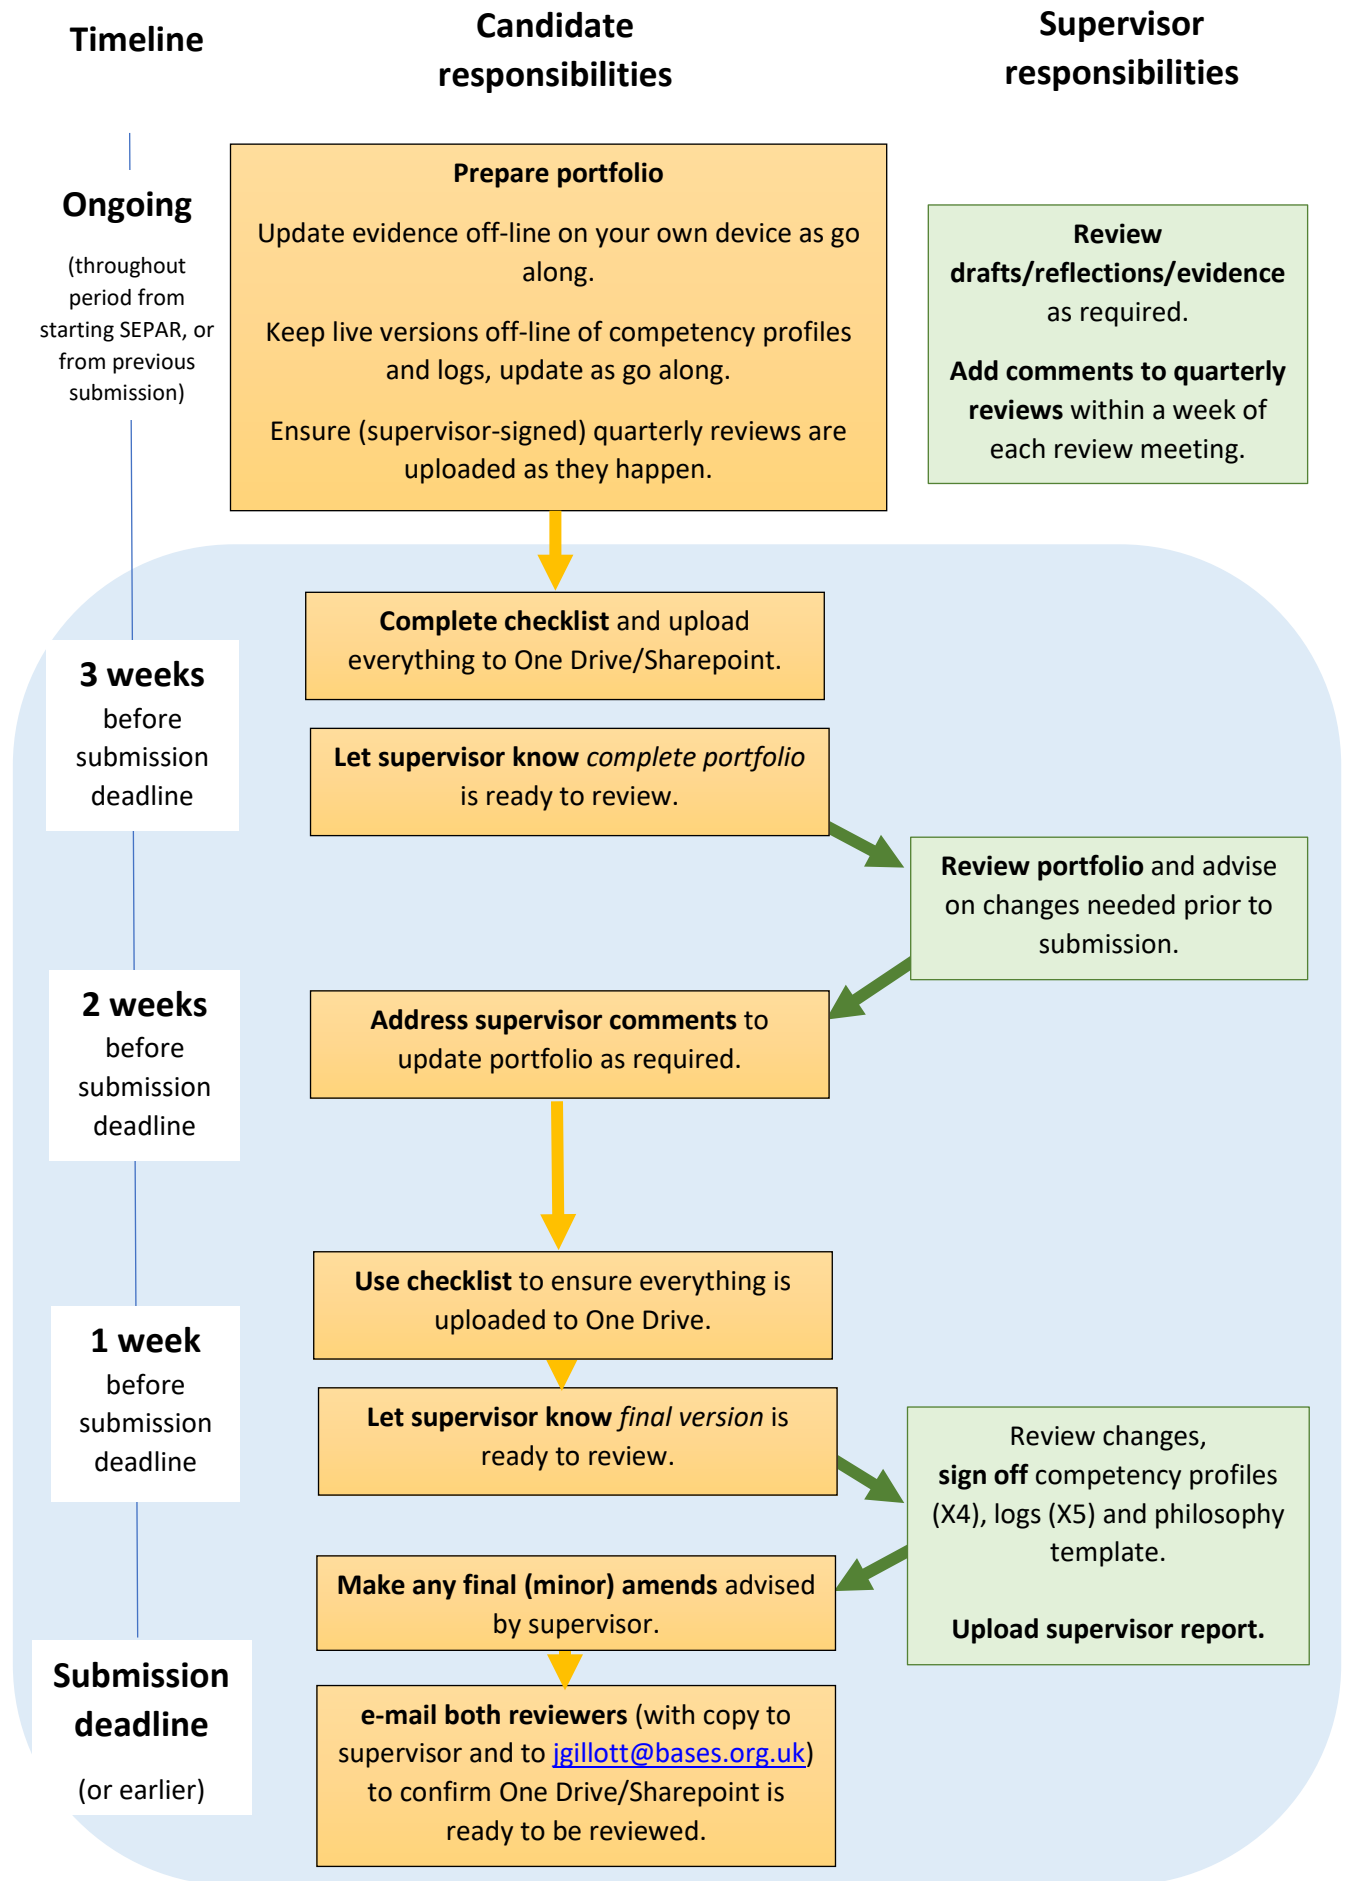 Timeline
Candidate
responsibilities
Supervisor
responsibilities
Ongoing
(throughout
period from
starting SEPAR, or
from previous
submission)
Prepare portfolio
Update evidence off-line on your own device as go
along.
Keep live versions off-line of competency profiles
and logs, update as go along.
Ensure (supervisor-signed) quarterly reviews are
uploaded as they happen.
Review
drafts/reflections/evidence
as required.
Add comments to quarterly
reviews within a week of
each review meeting.
3 weeks
before
submission
deadline
Complete checklist and upload
everything to One Drive/Sharepoint.
Let supervisor know complete portfolio
is ready to review.
Review portfolio and advise
on changes needed prior to
submission.
2 weeks
before
submission
deadline
Address supervisor comments to
update portfolio as required.
1 week
before
submission
deadline
Use checklist to ensure everything is
uploaded to One Drive.
Let supervisor know final version is
ready to review.
Review changes,
sign off competency profiles
(X4), logs (X5) and philosophy
template.
Upload supervisor report.
Make any final (minor) amends advised
by supervisor.
Submission
deadline
(or earlier)
e-mail both reviewers (with copy to
supervisor and to jgillott@bases.org.uk)
to confirm One Drive/Sharepoint is
ready to be reviewed.